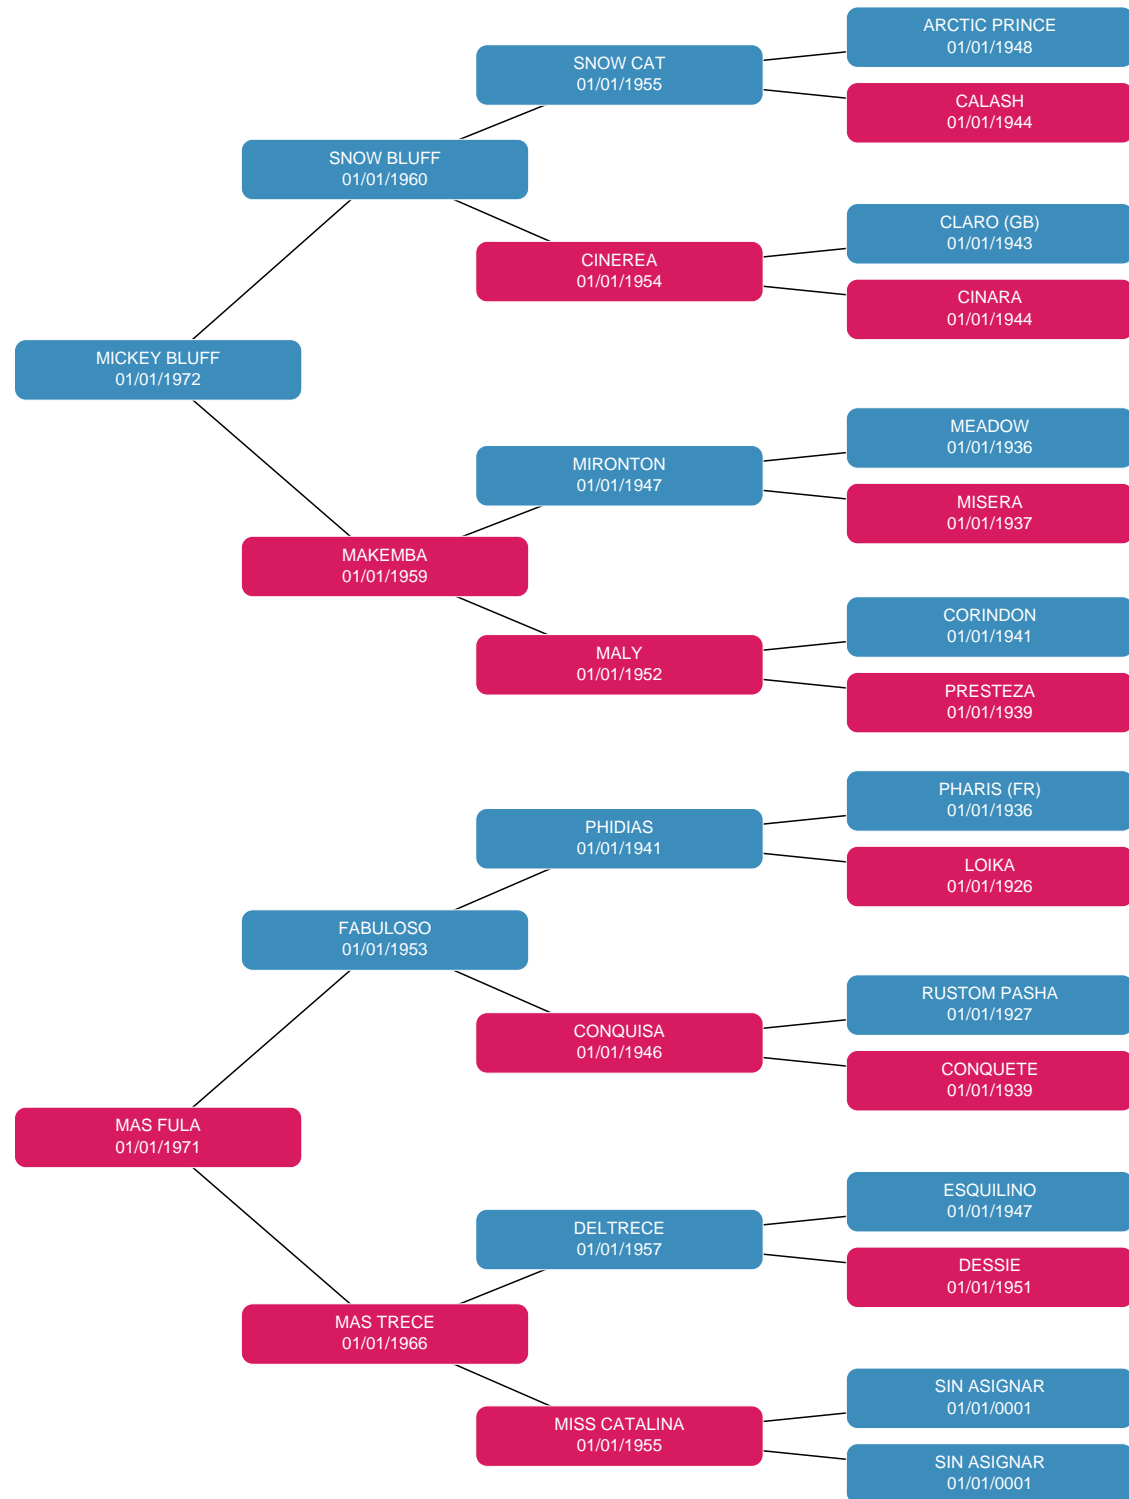 ARCTIC PRINCE
01/01/1948
SNOW CAT
01/01/1955
CALASH
01/01/1944
SNOW BLUFF
01/01/1960
CLARO (GB)
01/01/1943
CINEREA
01/01/1954
CINARA
01/01/1944
MICKEY BLUFF
01/01/1972
MEADOW
01/01/1936
MIRONTON
01/01/1947
MISERA
01/01/1937
MAKEMBA
01/01/1959
CORINDON
01/01/1941
MALY
01/01/1952
PRESTEZA
01/01/1939
PHARIS (FR)
01/01/1936
PHIDIAS
01/01/1941
LOIKA
01/01/1926
FABULOSO
01/01/1953
RUSTOM PASHA
01/01/1927
CONQUISA
01/01/1946
CONQUETE
01/01/1939
MAS FULA
01/01/1971
ESQUILINO
01/01/1947
DELTRECE
01/01/1957
DESSIE
01/01/1951
MAS TRECE
01/01/1966
SIN ASIGNAR
01/01/0001
MISS CATALINA
01/01/1955
SIN ASIGNAR
01/01/0001